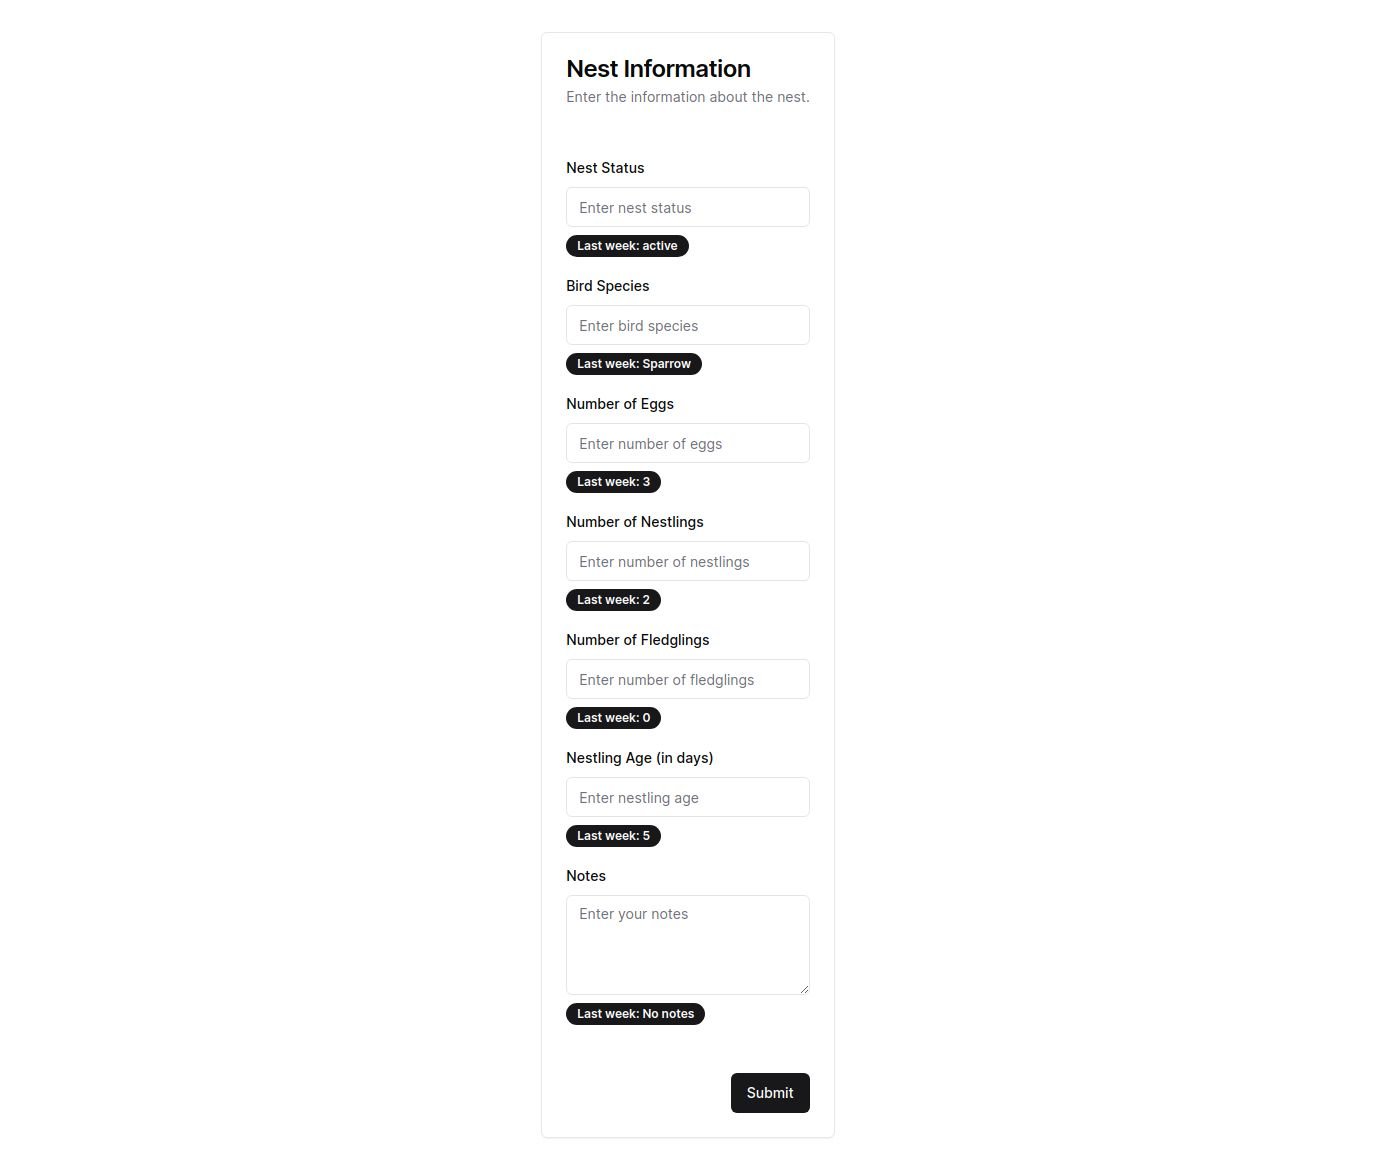 Nest Information
Enter the information about the nest.
Nest Status
Enter nest status
Last week: active
Bird Species
Enter bird species
Last week: Sparrow
Number of Eggs
Enter number of eggs
Last week: 3
Number of Nestlings
Enter number of nestlings
Last week: 2
Number of Fledglings
Enter number of fledglings
Last week: 0
Nestling Age (in days)
Enter nestling age
Last week: 5
Notes
Enter your notes
Last week: No notes
Submit